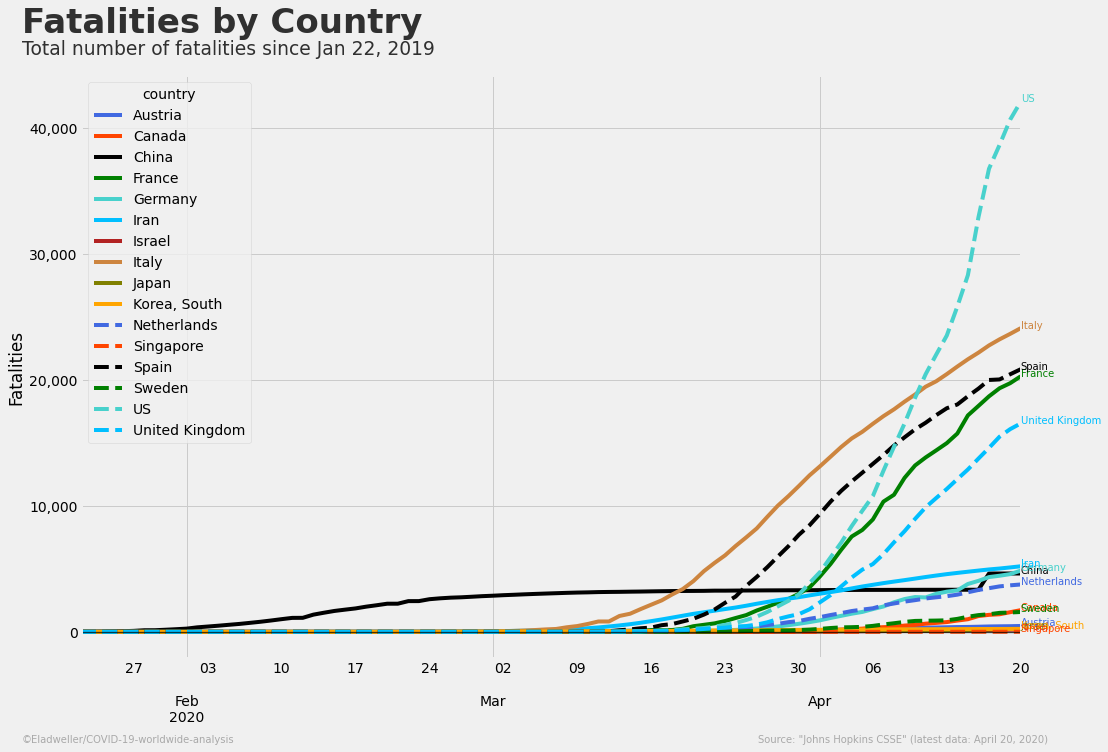 Fatalities by Country
Total number of fatalities since Jan 22, 2019
country
Austria
Canada
China
France
Germany
Iran
Israel
Italy
Japan
Korea, South
Netherlands
Singapore
Spain
Sweden
US
United Kingdom
Fatalities
40,000
30,000
20,000
10,000
0
US
Italy
Spain
France
United Kingdom
Iran
Germany
China
Netherlands
Canada
Sweden
Austria
South
Singapore
27 03 10 17 24 02 09 16 23 30 06 13 20
Feb Mar Apr
2020
©Eladweller/COVID-19-worldwide-analysis
Source: "Johns Hopkins CSSE" (latest data: April 20, 2020)